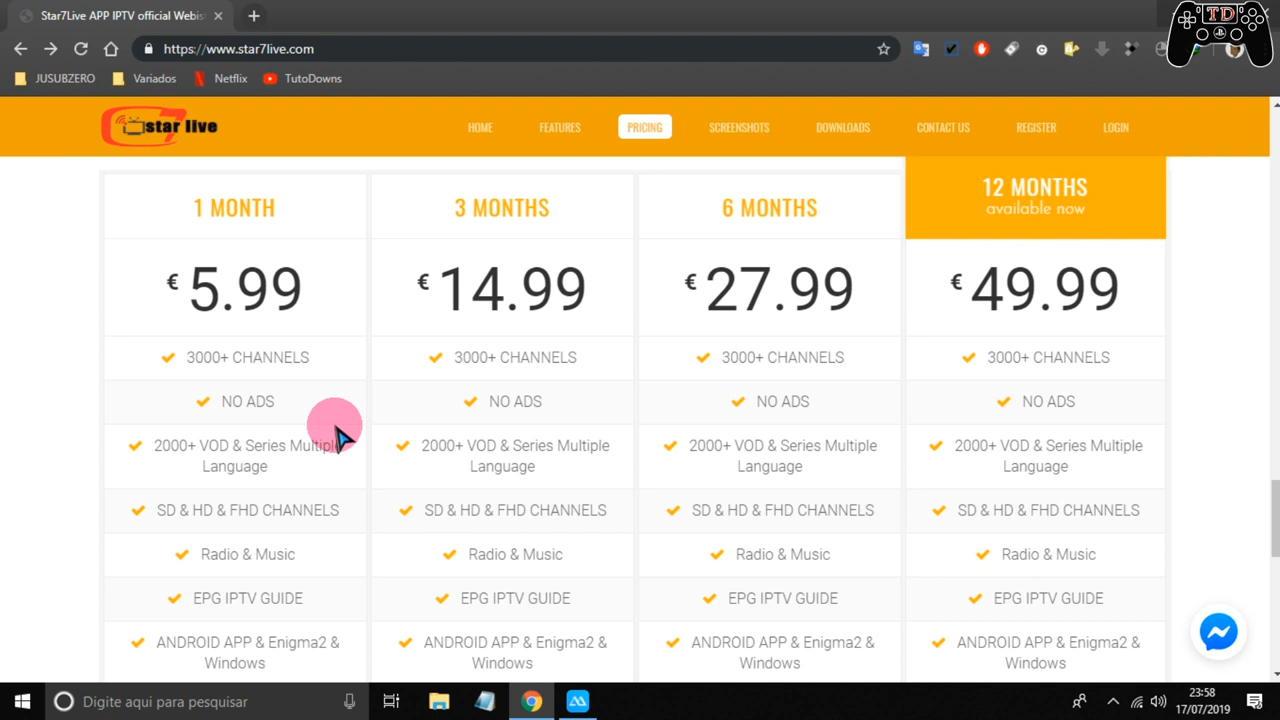 Star7Live APP IPTV official Webis
TD
https://www.star7live.com
JUSUBZERO
Variados
Netflix
TutoDowns
star live
HOME
FEATURES
PRICING
SCREENSHOTS
DOWNLOADS
CONTACT US
REGISTER
LOGIN
1 MONTH
3 MONTHS
6 MONTHS
12 MONTHS
available now
€ 5.99
€ 14.99
€ 27.99
€ 49.99
3000+ CHANNELS
3000+ CHANNELS
3000+ CHANNELS
3000+ CHANNELS
NO ADS
NO ADS
NO ADS
NO ADS
2000+ VOD & Series Multiple
Language
2000+ VOD & Series Multiple
Language
2000+ VOD & Series Multiple
Language
2000+ VOD & Series Multiple
Language
SD & HD & FHD CHANNELS
SD & HD & FHD CHANNELS
SD & HD & FHD CHANNELS
SD & HD & FHD CHANNELS
Radio & Music
Radio & Music
Radio & Music
Radio & Music
EPG IPTV GUIDE
EPG IPTV GUIDE
EPG IPTV GUIDE
EPG IPTV GUIDE
ANDROID APP & Enigma2 &
Windows
ANDROID APP & Enigma2 &
Windows
ANDROID APP & Enigma2 &
Windows
ANDROID APP & Enigma2 &
Windows
Digite aqui para pesquisar
23:58
17/07/2019